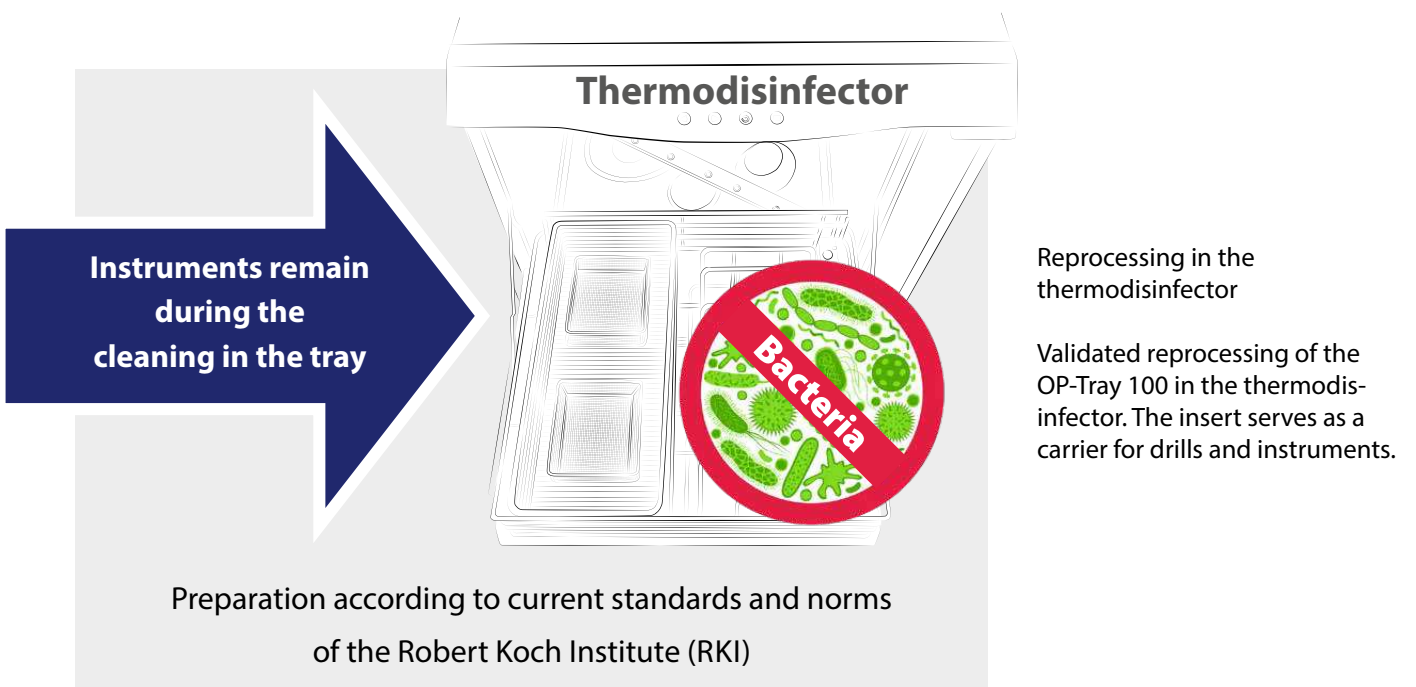 Thermodisinfector
Instruments remain
during the
cleaning in the tray
Bacteria
Preparation according to current standards and norms
of the Robert Koch Institute (RKI)
Reprocessing in the
thermodisinfector
Validated reprocessing of the
OP-Tray 100 in the thermodis-
infector. The insert serves as a
carrier for drills and instruments.